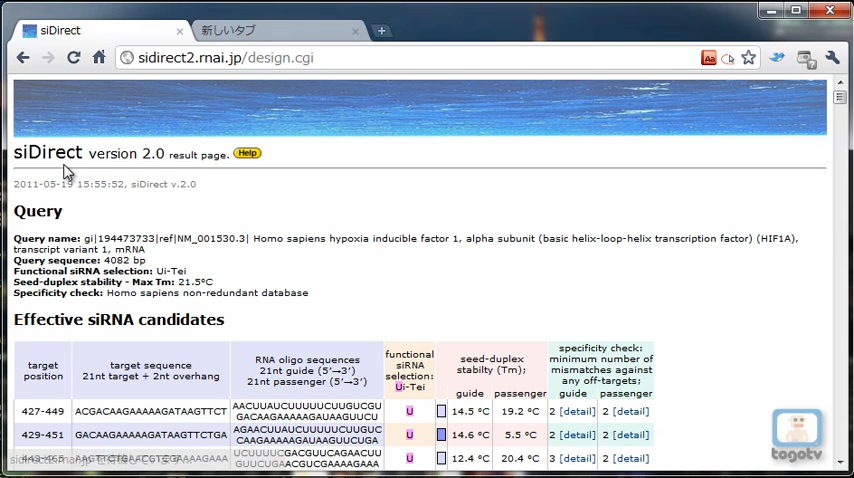 siDirect
新しいタブ
sidirect2.rnai.jp/design.cgi
siDirect version 2.0 result page. Help
2011-05-19 15:55:52, siDirect v.2.0
Query
Query name: gi|194473733|ref|NM_001530.3| Homo sapiens hypoxia inducible factor 1, alpha subunit (basic helix-loop-helix transcription factor) (HIF1A),
transcript variant 1, mRNA
Query sequence: 4082 bp
Functional siRNA selection: Ui-Tei
Seed-duplex stability - Max Tm: 21.5°C
Specificity check: Homo sapiens non-redundant database
Effective siRNA candidates
target
position
target sequence
21nt target + 2nt overhang
RNA oligo sequences
21nt guide (5'→3')
21nt passenger (5'→3')
functional
siRNA
selection:
Ui-Tei
seed-duplex
stabilty (Tm);
guide passenger
specificity check:
minimum number of
mismatches against
any off-targets;
guide passenger
427-449 ACGACAAGAAAAAGATAAGTTCT AACUUAUCUUUUUCUUGUCGU U 14.5 °C 19.2 °C 2 [detail] 2 [detail]
GACAAGAAAAAGAUAAGUUCU
429-451 GACAAGAAAAAGATAAGTTCTGA AGAACUUAUCUUUUUCUUGUC U 14.6 °C 5.5 °C 2 [detail] 2 [detail]
CAAGAAAAAGAUAAGUUCUGA
443-465 UCUUUUCGACGUUCAGAACUU U 12.4 °C 20.4 °C 3 [detail] 2 [detail]
GUUCUGAACGUCGAAAAGAAA
togotv